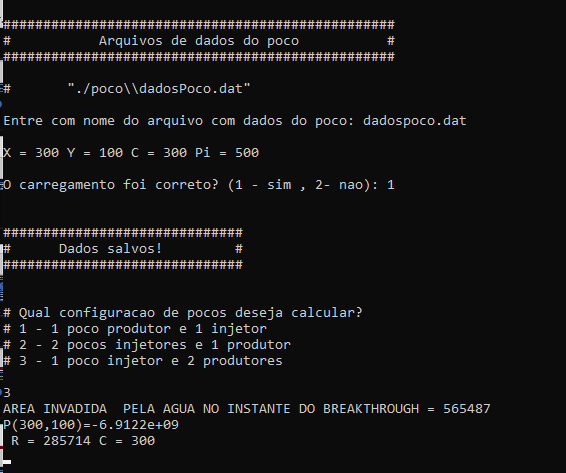 #################################################
# Arquivos de dados do poco #
#################################################
# "./poco\\dadosPoco.dat"
Entre com nome do arquivo com dados do poco: dadospoco.dat
X = 300 Y = 100 C = 300 Pi = 500
O carregamento foi correto? (1 - sim , 2- nao): 1
##############################
# Dados salvos! #
##############################
# Qual configuracao de pocos deseja calcular?
# 1 - 1 poco produtor e 1 injetor
# 2 - 2 pocos injetores e 1 produtor
# 3 - 1 poco injetor e 2 produtores
3
AREA INVADIDA  PELA AGUA NO INSTANTE DO BREAKTHROUGH = 565487
P(300,100)=-6.9122e+09
R = 285714 C = 300